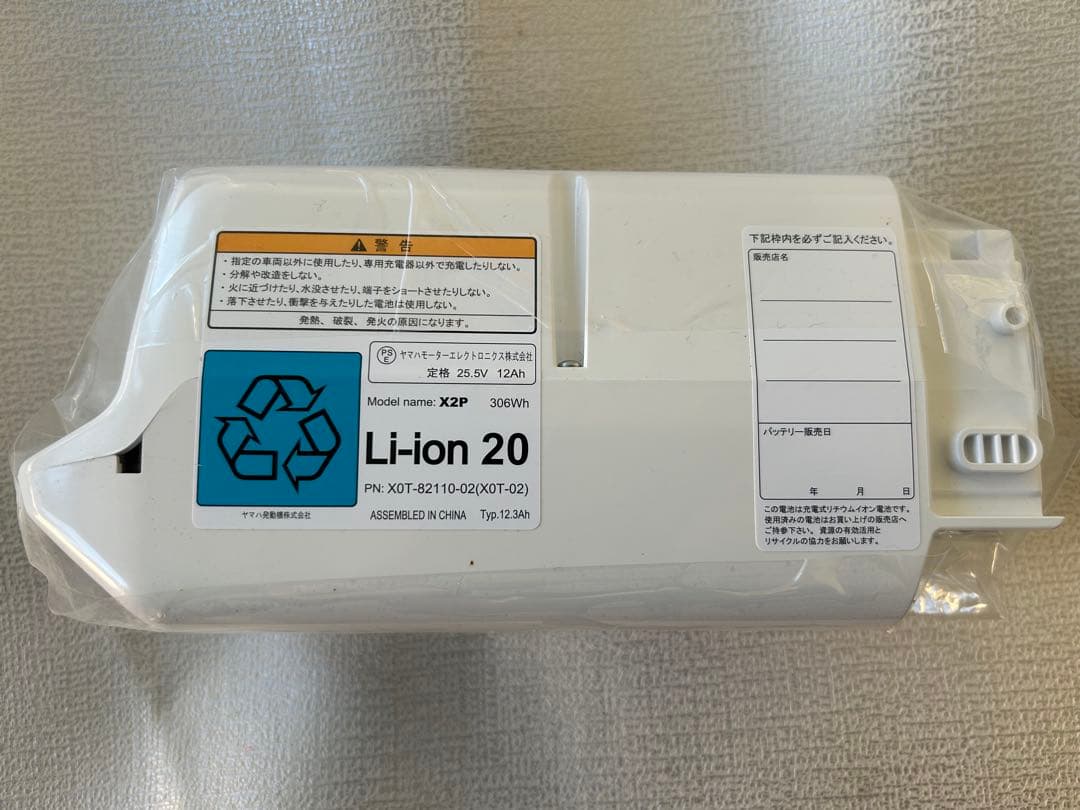 警告
・指定の車両以外に使用したり、専用充電器以外で充電したりしない。
・分解や改造をしない。
・火に近づけたり、水没させたり、端子をショートさせたりしない。
・落下させたり、衝撃を与えたりした電池は使用しない。
発熱、破裂、発火の原因になります。
PS
E
ヤマハモーターエレクトロニクス株式会社
定格 25.5V 12Ah
Model name: X2P 306Wh
Li-ion 20
PN: X0T-82110-02(X0T-02)
ASSEMBLED IN CHINA Typ.12.3Ah
ヤマハ発動機株式会社
下記枠内を必ずご記入ください。
販売店名
バッテリー販売日
年 月 日
この電池は充電式リチウムイオン電池です。
使用済みの電池はお買い上げの販売店へ
ご持参下さい。資源の有効活用と
リサイクルの協力をお願いします。